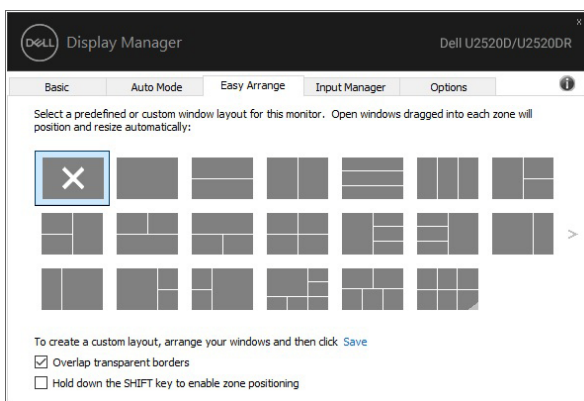 DELL Display Manager Dell U2520D/U2520DR
Basic Auto Mode Easy Arrange Input Manager Options
Select a predefined or custom window layout for this monitor. Open windows dragged into each zone will
position and resize automatically:
To create a custom layout, arrange your windows and then click Save
Overlap transparent borders
Hold down the SHIFT key to enable zone positioning